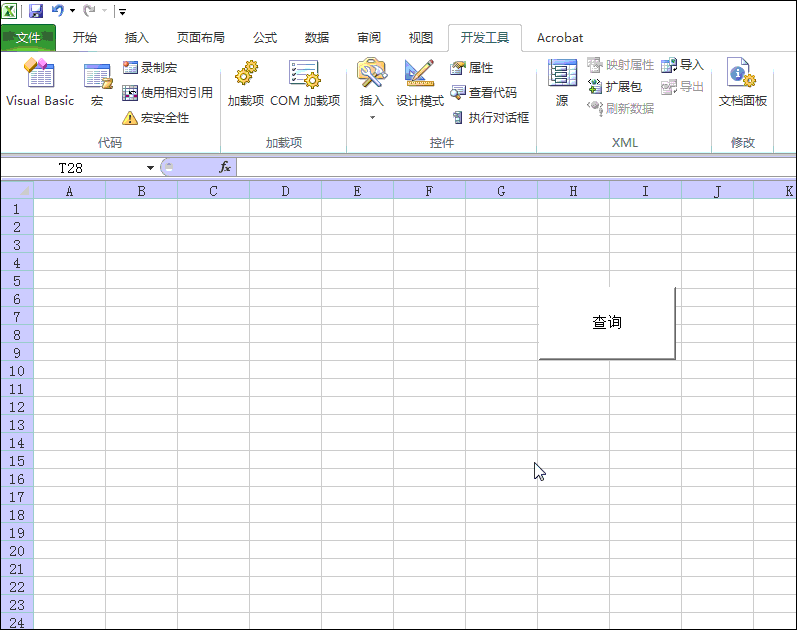 文件 开始 插入 页面布局 公式 数据 审阅 视图 开发工具 Acrobat
Visual Basic 宏 录制宏 使用相对引用 宏安全性
加载项 COM 加载项
插入 设计模式 属性 查看代码 执行对话框
源 映射属性 扩展包 刷新数据 导入 导出
文档面板
代码 加载项 控件 XML 修改
T28 fx
A B C D E F G H I J K
1
2
3
4
5
6
7
查询
8
9
10
11
12
13
14
15
16
17
18
19
20
21
22
23
24